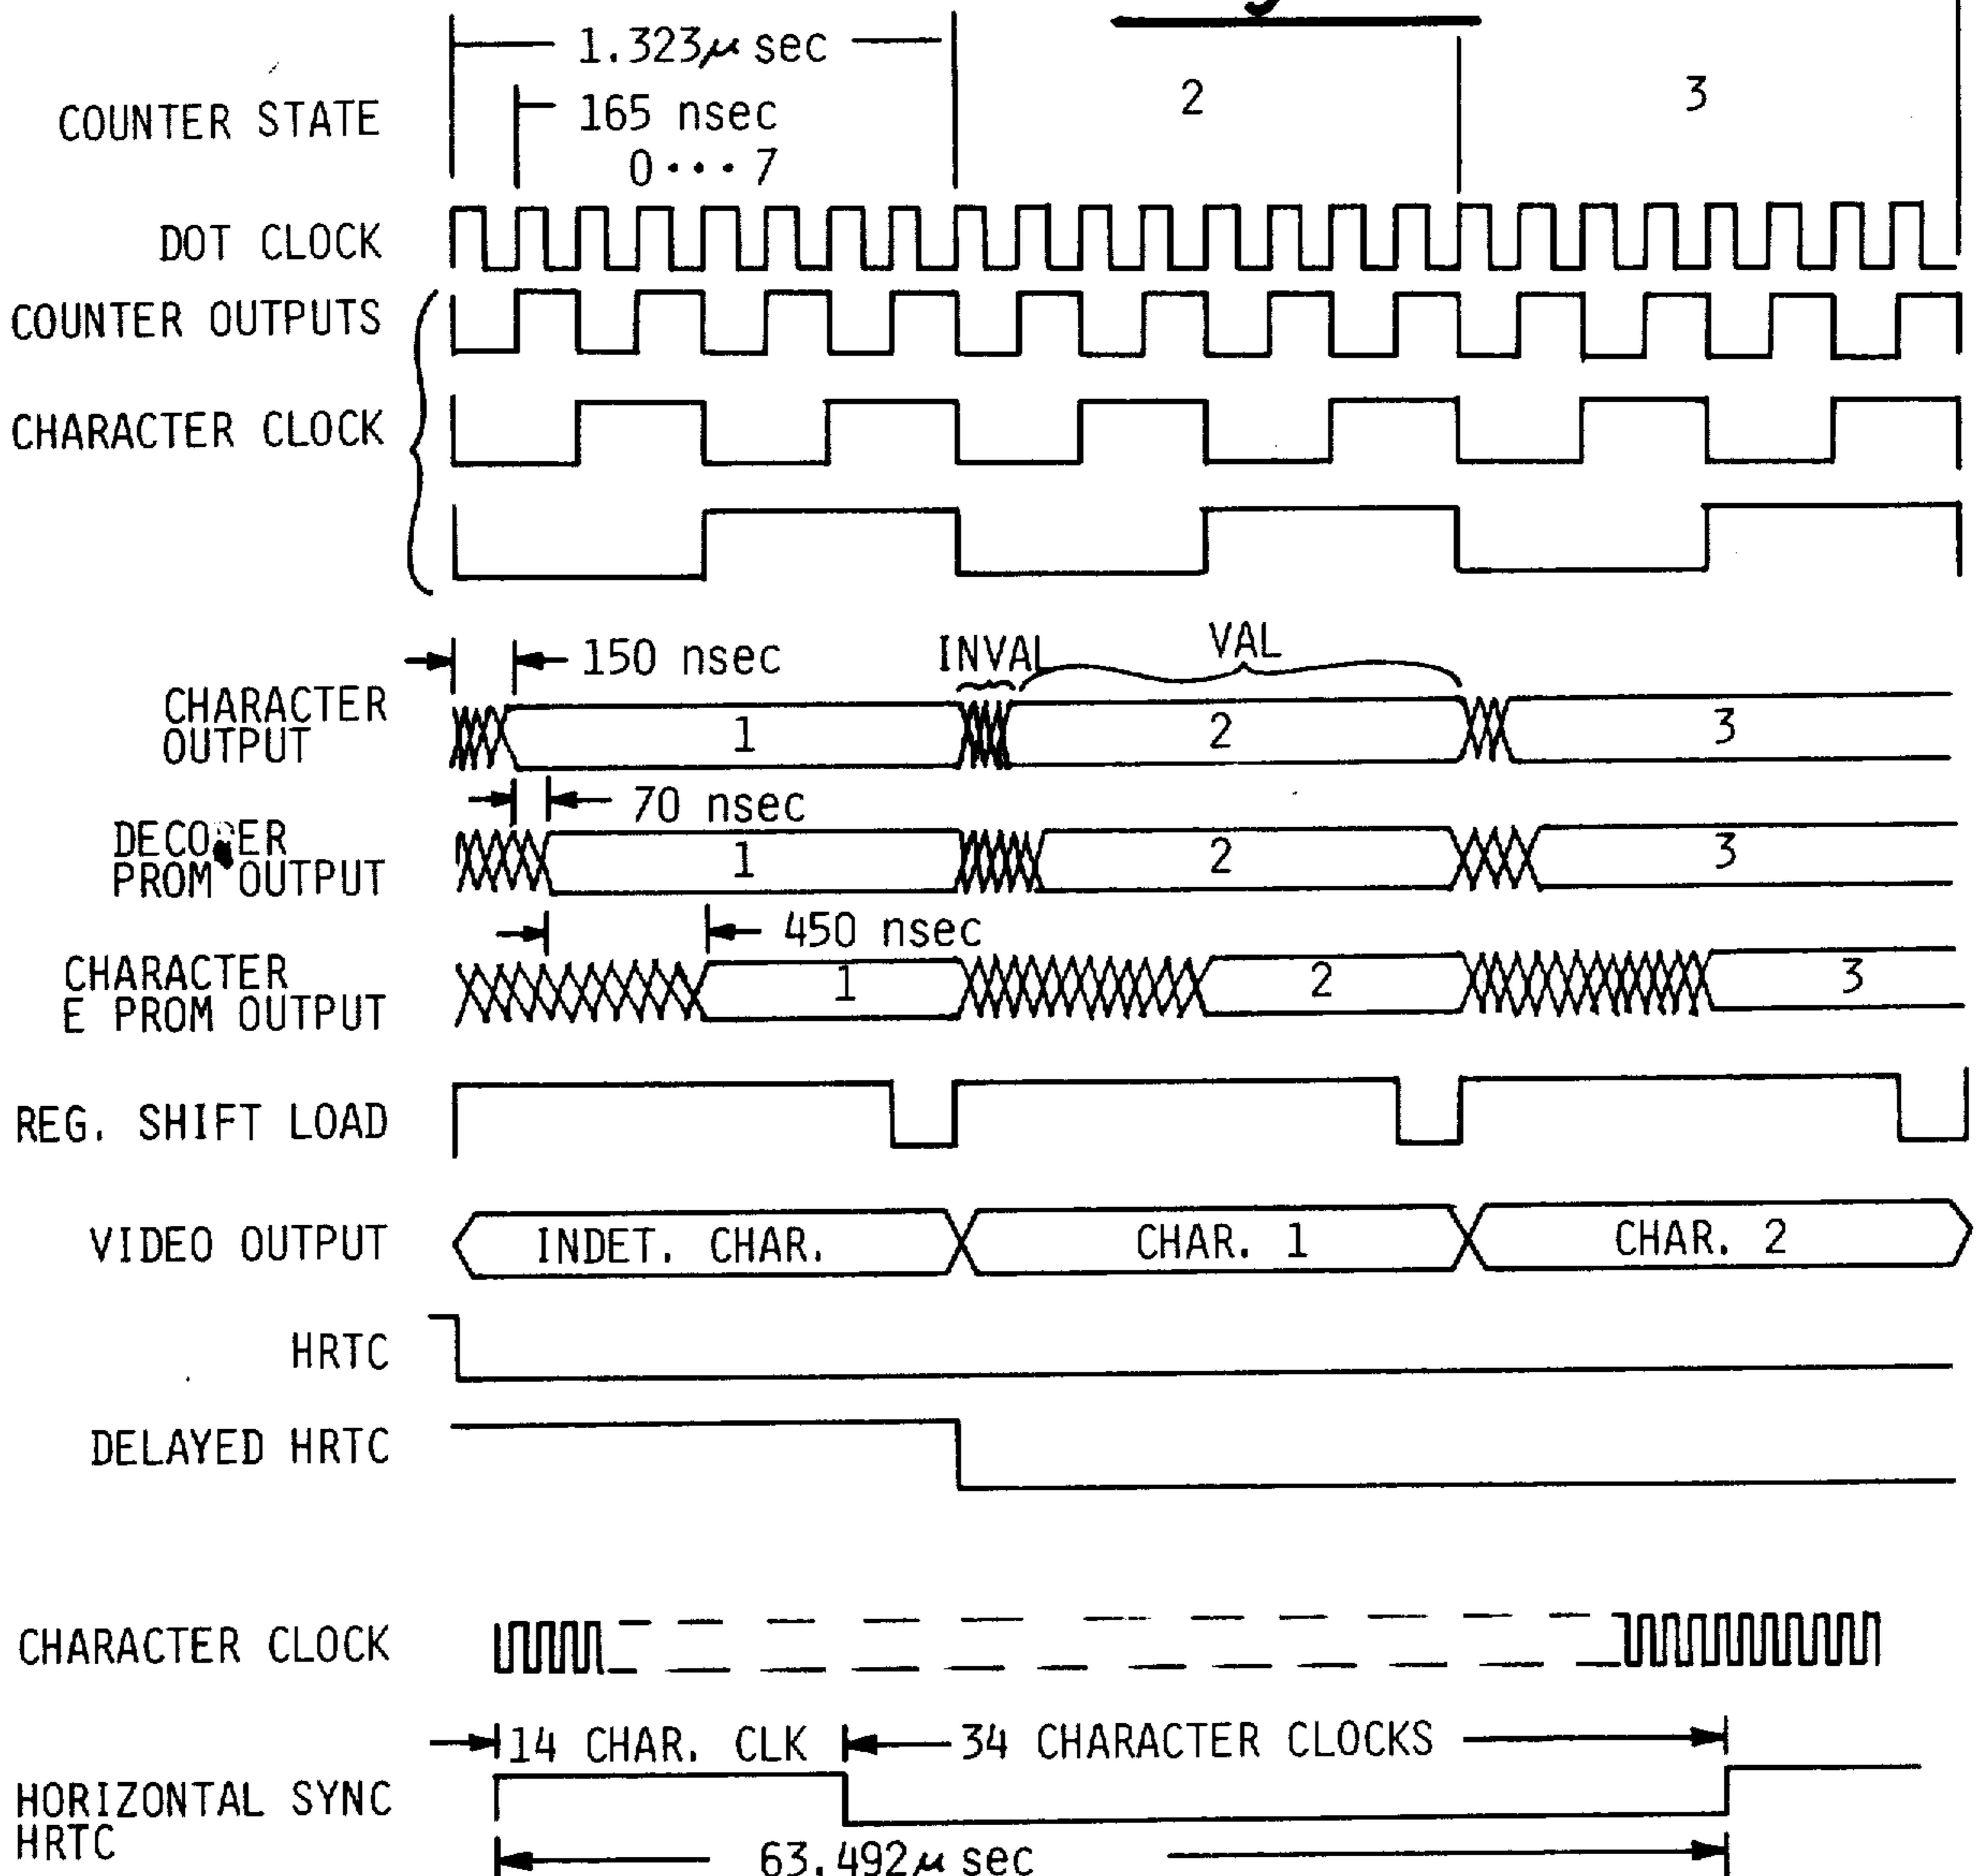 1.323μ sec
COUNTER STATE
165 nsec
0···7
2
3
DOT CLOCK
COUNTER OUTPUTS
CHARACTER CLOCK
150 nsec
INVAL
VAL
CHARACTER
OUTPUT
1
2
3
70 nsec
DECODER
PROM OUTPUT
1
2
3
450 nsec
CHARACTER
E PROM OUTPUT
1
2
3
REG. SHIFT LOAD
VIDEO OUTPUT
INDET. CHAR.
CHAR. 1
CHAR. 2
HRTC
DELAYED HRTC
CHARACTER CLOCK
14 CHAR. CLK
34 CHARACTER CLOCKS
HORIZONTAL SYNC
HRTC
63.492μ sec